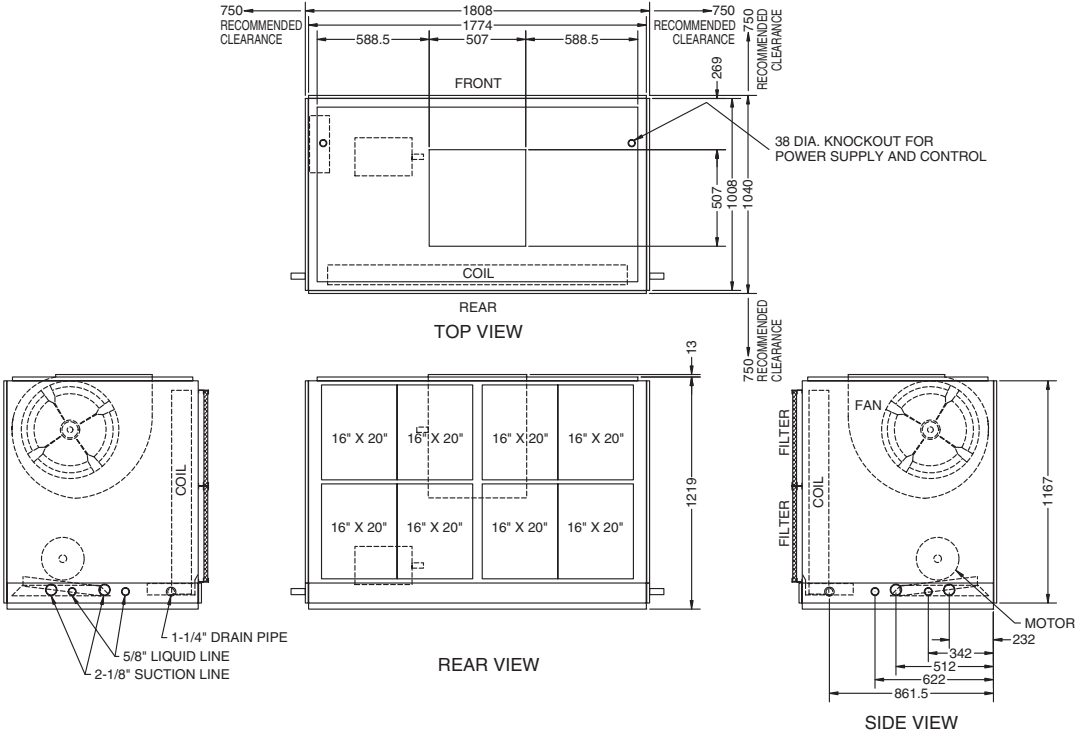 750
RECOMMENDED
CLEARANCE
1808
1774
588.5
507
588.5
750
RECOMMENDED
CLEARANCE
750
RECOMMENDED
CLEARANCE
269
FRONT
38 DIA. KNOCKOUT FOR
POWER SUPPLY AND CONTROL
507
1008
1040
COIL
REAR
TOP VIEW
750
RECOMMENDED
CLEARANCE
COIL
1-1/4" DRAIN PIPE
5/8" LIQUID LINE
2-1/8" SUCTION LINE
13
16" X 20"
16" X 20"
16" X 20"
16" X 20"
16" X 20"
16" X 20"
16" X 20"
16" X 20"
1219
REAR VIEW
FAN
FILTER
FILTER
COIL
1167
MOTOR
232
342
512
622
861.5
SIDE VIEW